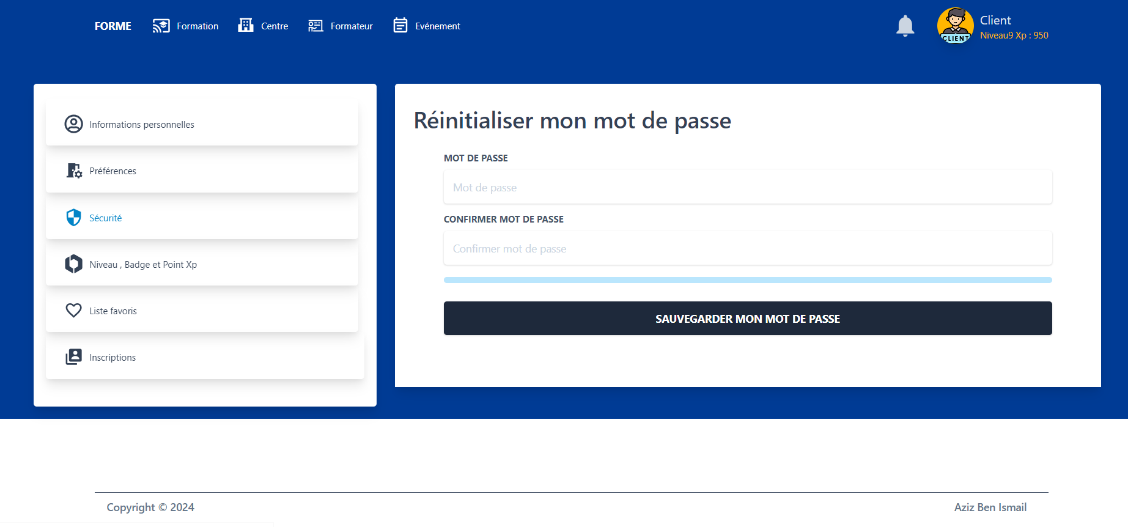 FORME
Formation
Centre
Formateur
Evénement
CLIENT
Client
Niveau9 Xp : 950
Informations personnelles
Préférences
Sécurité
Niveau , Badge et Point Xp
Liste favoris
Inscriptions
Réinitialiser mon mot de passe
MOT DE PASSE
Mot de passe
CONFIRMER MOT DE PASSE
Confirmer mot de passe
SAUVEGARDER MON MOT DE PASSE
Copyright © 2024
Aziz Ben Ismail